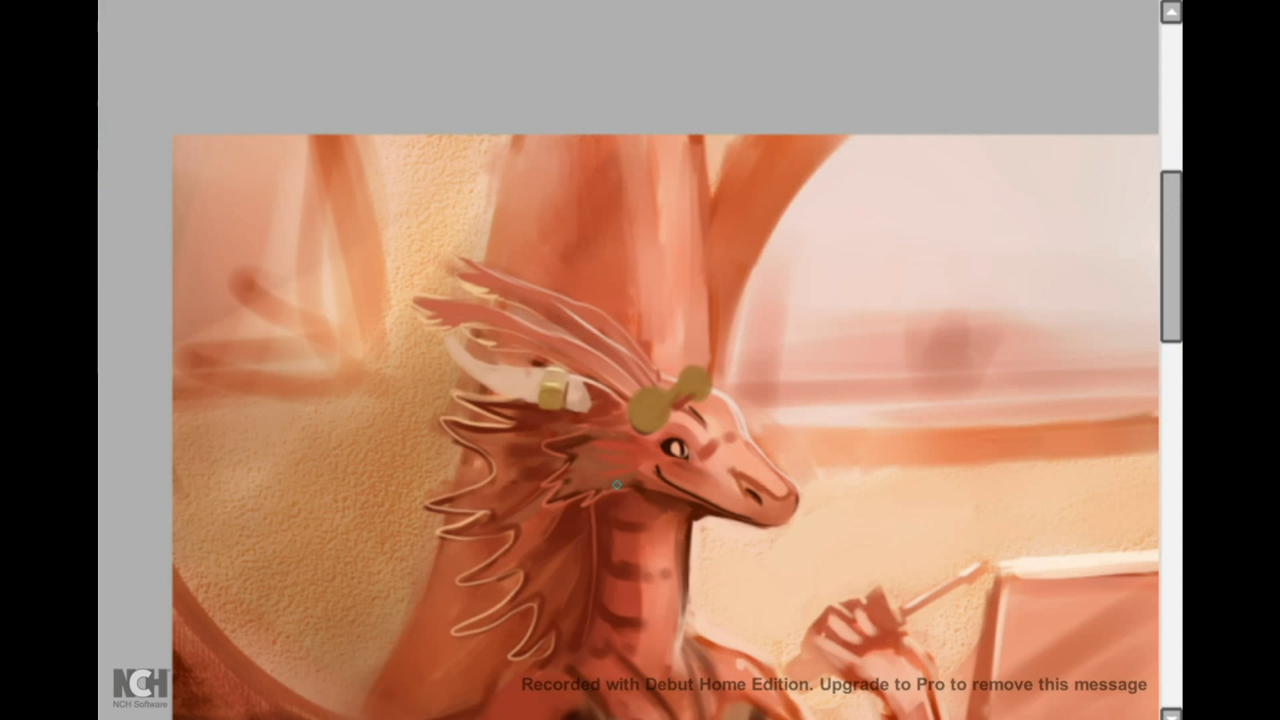 NCH
NCH Software
Recorded with Debut Home Edition. Upgrade to Pro to remove this message